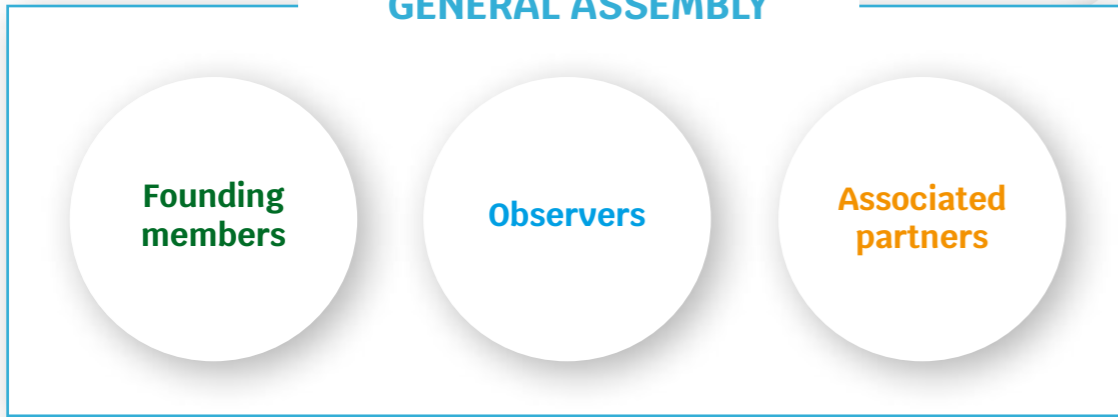 GENERAL ASSEMBLY
Founding
members
Observers
Associated
partners